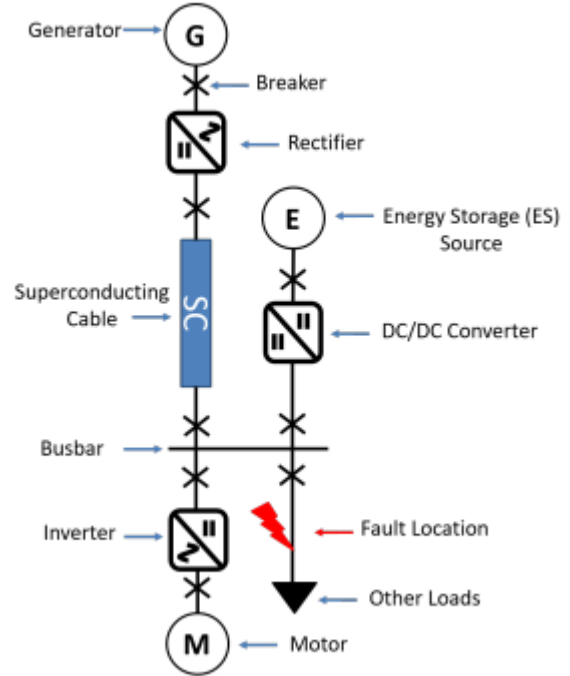 Generator
G
Breaker
Rectifier
E
Energy Storage (ES)
Source
Superconducting
Cable
SC
DC/DC Converter
Busbar
Inverter
Fault Location
Other Loads
M
Motor